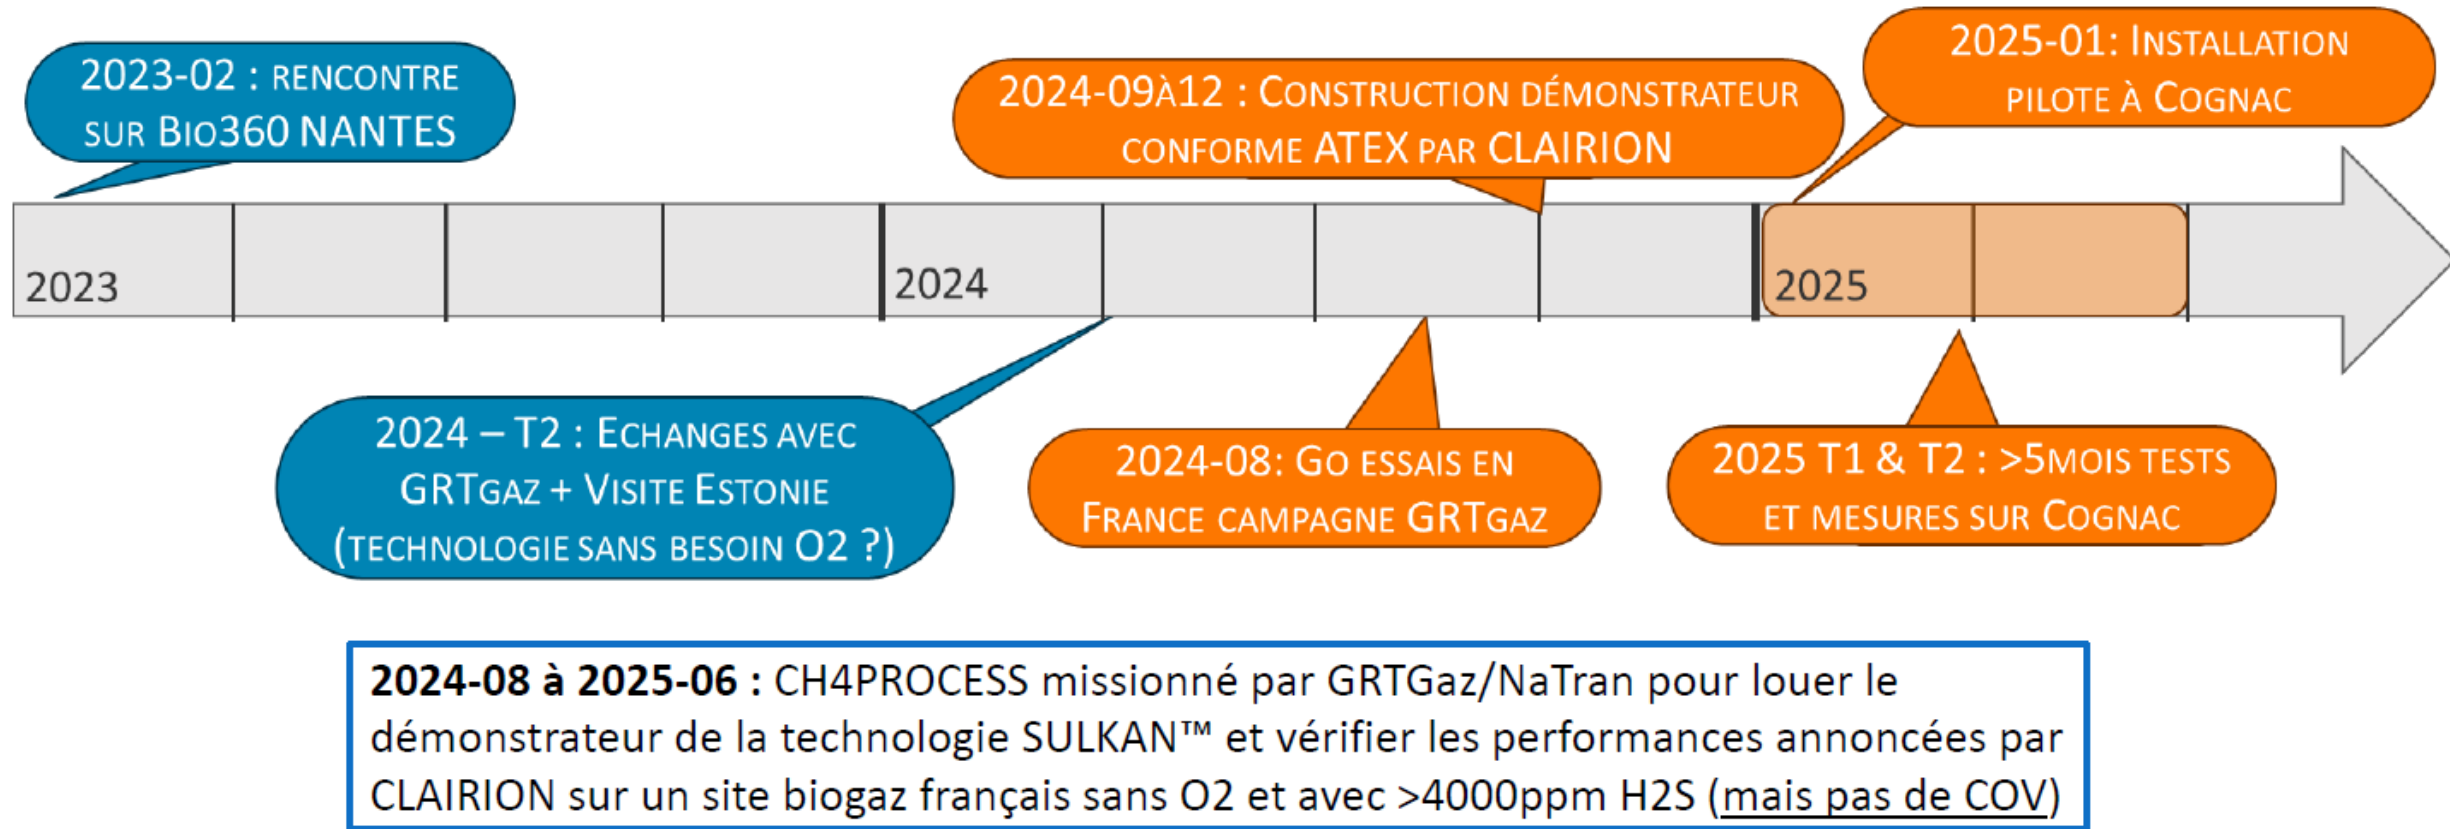 2023-02 : RENCONTRE
SUR BIO360 NANTES
2024-09À12 : CONSTRUCTION DÉMONSTRATEUR
CONFORME ATEX PAR CLAIRION
2025-01: INSTALLATION
PILOTE À COGNAC
2023
2024
2025
2024 – T2 : ECHANGES AVEC
GRTGAZ + VISITE ESTONIE
(TECHNOLOGIE SANS BESOIN O2 ?)
2024-08: GO ESSAIS EN
FRANCE CAMPAGNE GRTGAZ
2025 T1 & T2 : >5MOIS TESTS
ET MESURES SUR COGNAC
2024-08 à 2025-06 : CH4PROCESS missionné par GRTGaz/NaTran pour louer le
démonstrateur de la technologie SULKAN™ et vérifier les performances annoncées par
CLAIRION sur un site biogaz français sans O2 et avec >4000ppm H2S (mais pas de COV)